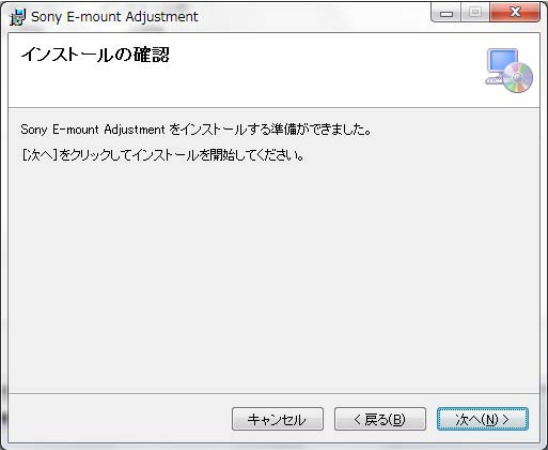 Sony E-mount Adjustment
インストールの確認
Sony E-mount Adjustment をインストールする準備ができました。
[次へ]をクリックしてインストールを開始してください。
キャンセル
< 戻る(B)
次へ(N) >